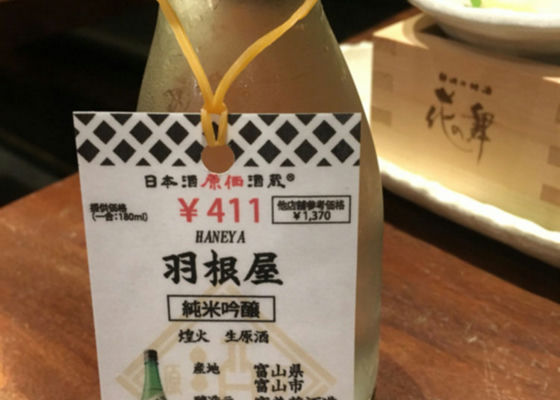 日本酒原価酒蔵®
提供価格
(一合:180ml)
¥411
他店舗参考価格
¥1,370
HANEYA
羽根屋
純米吟醸
煌火 生原酒
産地
富山県
富山市
花の舞